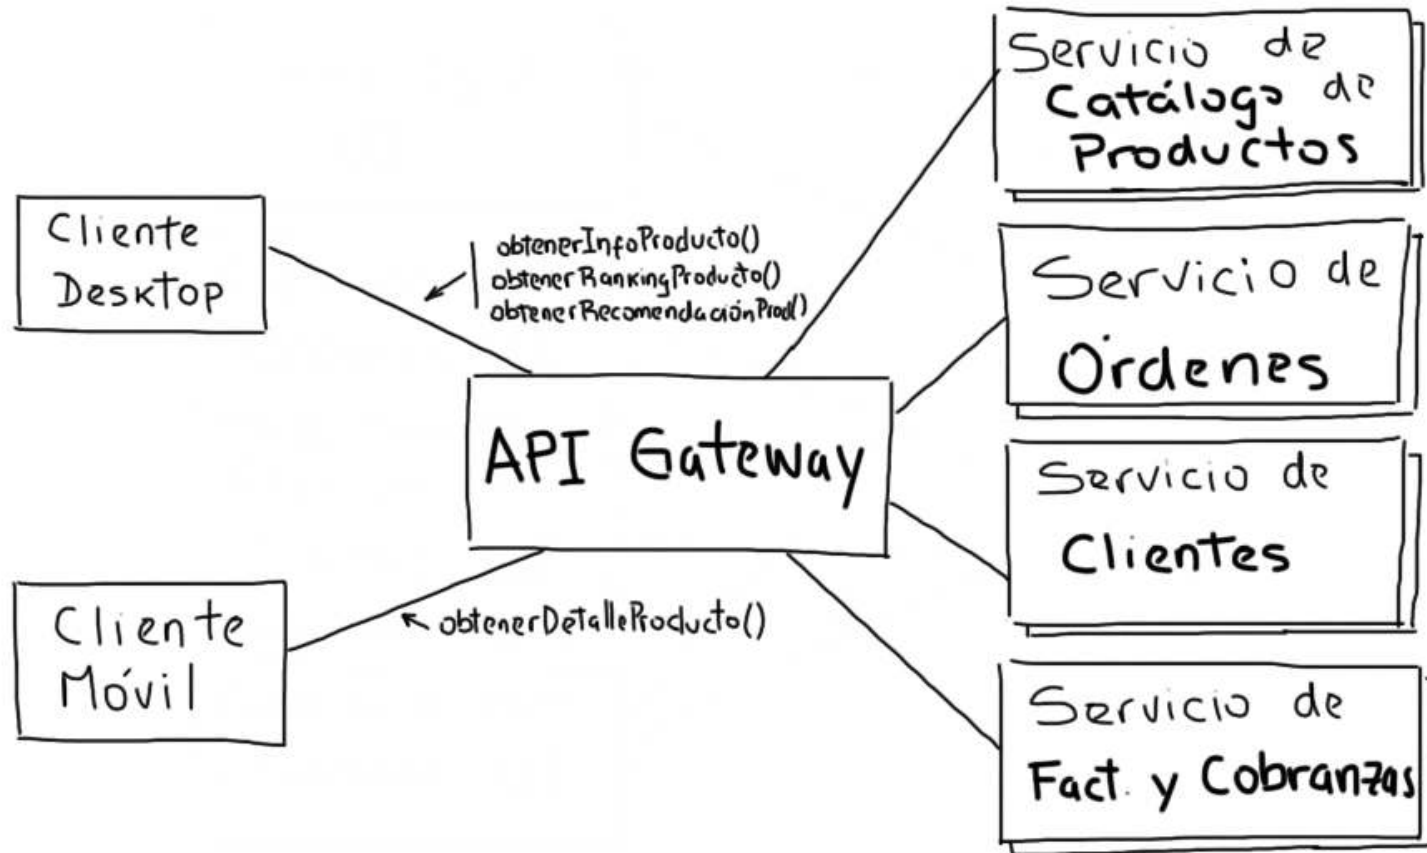 Servicio de
Catálogo de
Productos
Cliente
Desktop
obtenerInfoProducto()
obtenerRankingProducto()
obtenerRecomendaciónProd()
Servicio de
Órdenes
API Gateway
Servicio de
Clientes
Cliente
Móvil
obtenerDetalleProducto()
Servicio de
Fact. y Cobranzas